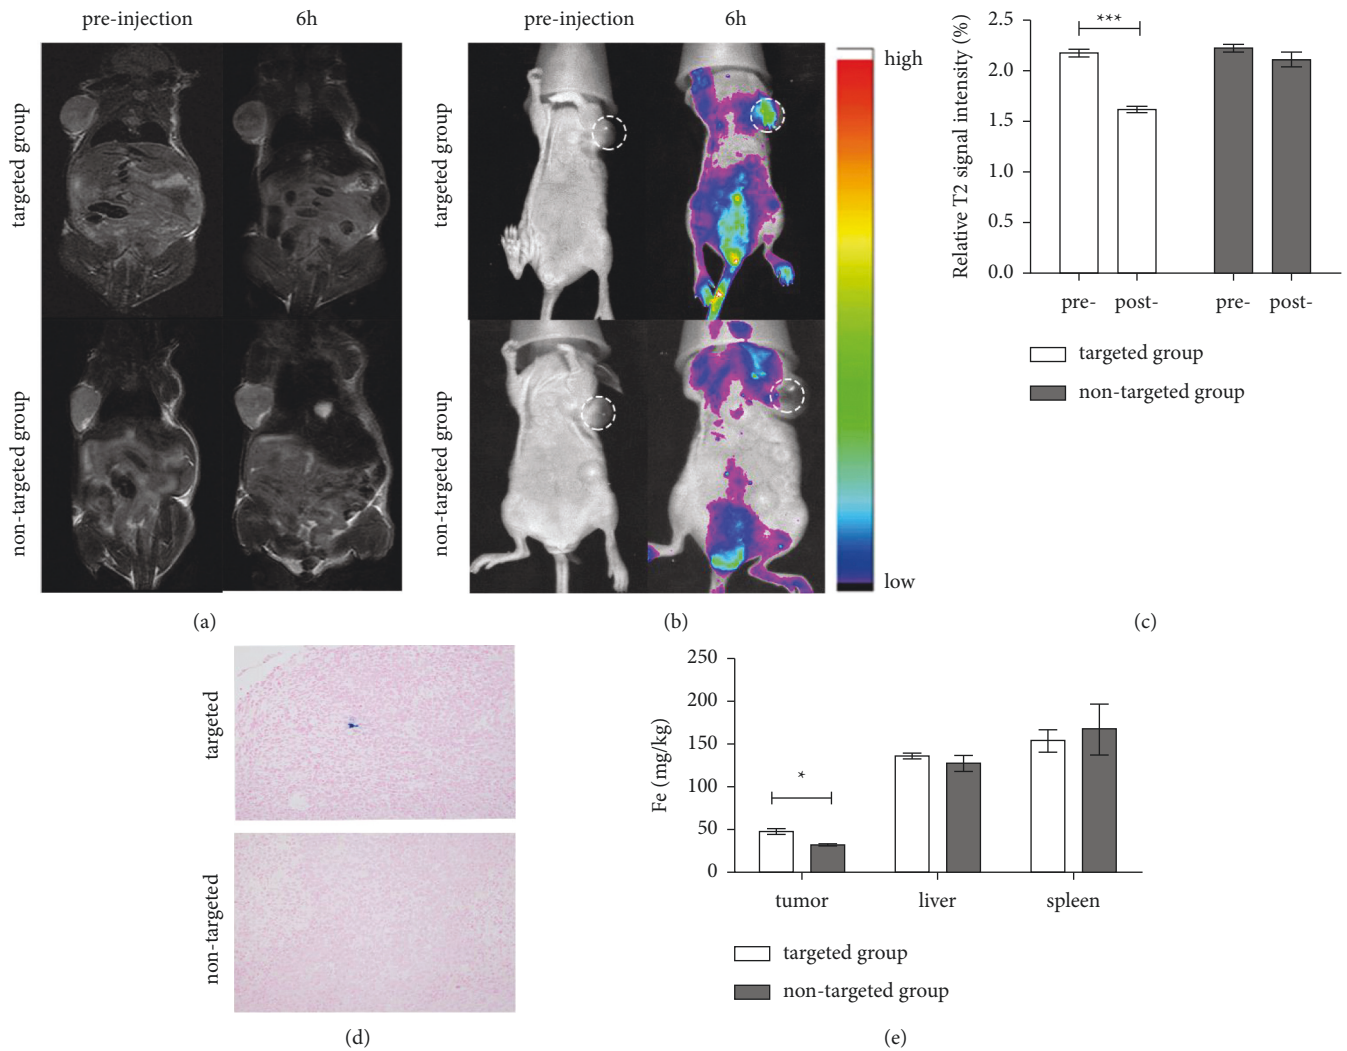 pre-injection 6h
targeted group
non-targeted group
(a)
pre-injection 6h
targeted group
non-targeted group
high
low
(b)
Relative T2 signal intensity (%)
2.5
2.0
1.5
1.0
0.5
0.0
***
pre- post- pre- post-
targeted group
non-targeted group
(c)
targeted
non-targeted
(d)
Fe (mg/kg)
250
200
150
100
50
0
*
tumor liver spleen
targeted group
non-targeted group
(e)